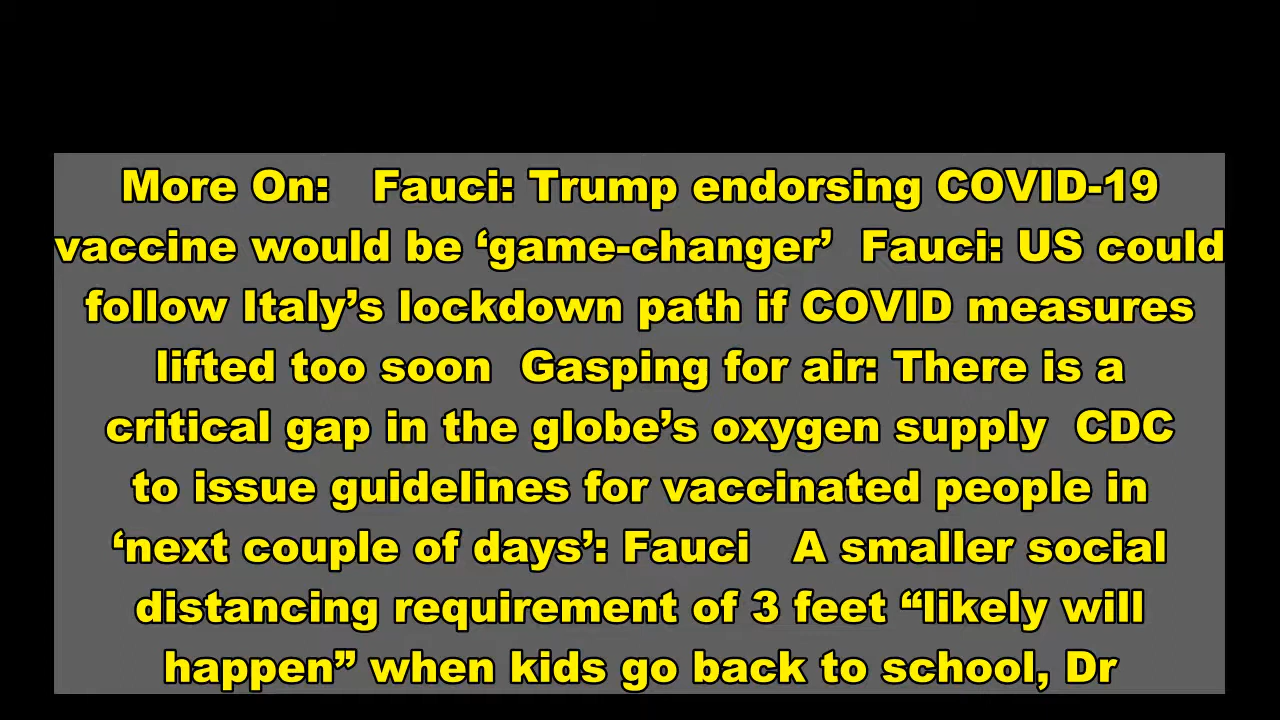 More On:   Fauci: Trump endorsing COVID-19
vaccine would be ‘game-changer’  Fauci: US could
follow Italy’s lockdown path if COVID measures
lifted too soon  Gasping for air: There is a
critical gap in the globe’s oxygen supply  CDC
to issue guidelines for vaccinated people in
‘next couple of days’: Fauci   A smaller social
distancing requirement of 3 feet “likely will
happen” when kids go back to school, Dr